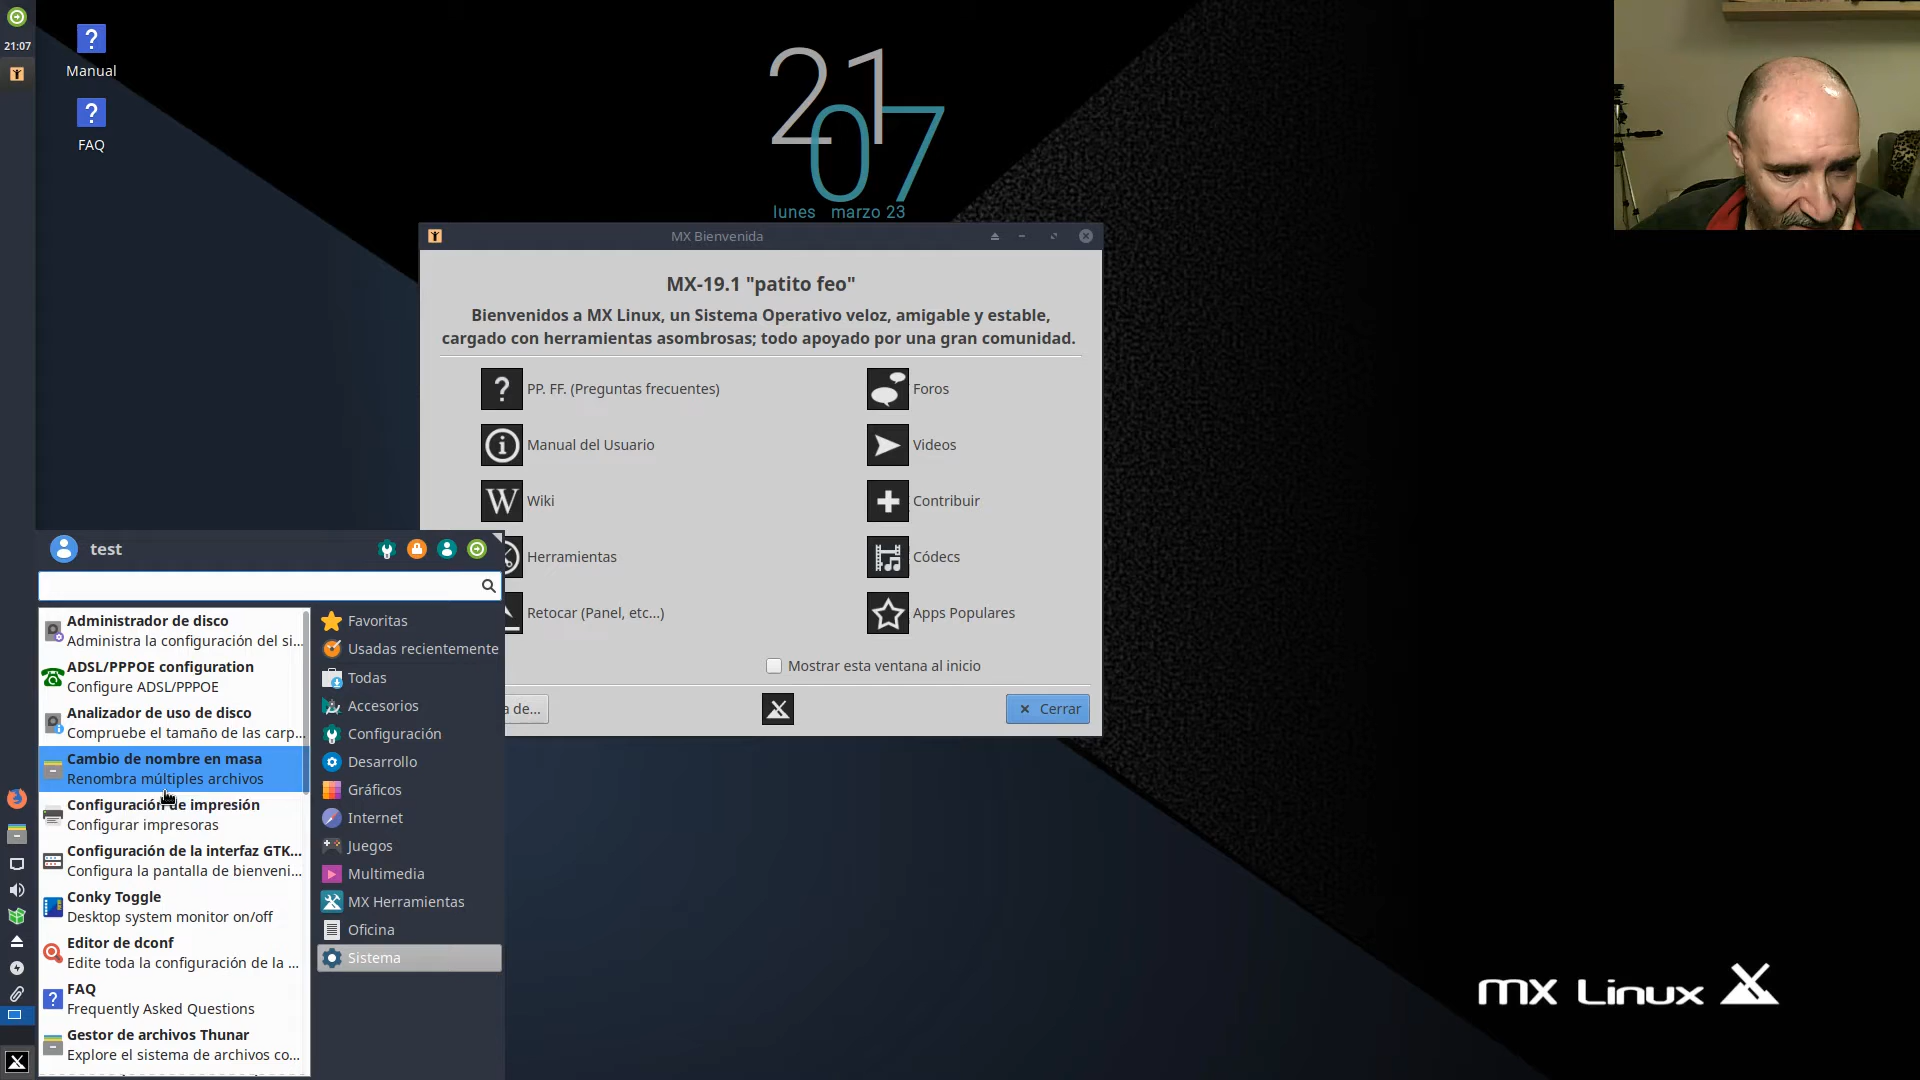 21:07
Manual
FAQ
21
07
lunes marzo 23
MX Bienvenida
MX-19.1 "patito feo"
Bienvenidos a MX Linux, un Sistema Operativo veloz, amigable y estable,
cargado con herramientas asombrosas; todo apoyado por una gran comunidad.
PP. FF. (Preguntas frecuentes)
Foros
Manual del Usuario
Videos
Wiki
Contribuir
Herramientas
Códecs
Retocar (Panel, etc...)
Apps Populares
Mostrar esta ventana al inicio
a de...
Cerrar
test
Administrador de disco
Administra la configuración del si...
ADSL/PPPOE configuration
Configure ADSL/PPPOE
Analizador de uso de disco
Compruebe el tamaño de las carp...
Cambio de nombre en masa
Renombra múltiples archivos
Configuración de impresión
Configurar impresoras
Configuración de la interfaz GTK...
Configura la pantalla de bienveni...
Conky Toggle
Desktop system monitor on/off
Editor de dconf
Edite toda la configuración de la ...
FAQ
Frequently Asked Questions
Gestor de archivos Thunar
Explore el sistema de archivos co...
Favoritas
Usadas recientemente
Todas
Accesorios
Configuración
Desarrollo
Gráficos
Internet
Juegos
Multimedia
MX Herramientas
Oficina
Sistema
MX Linux